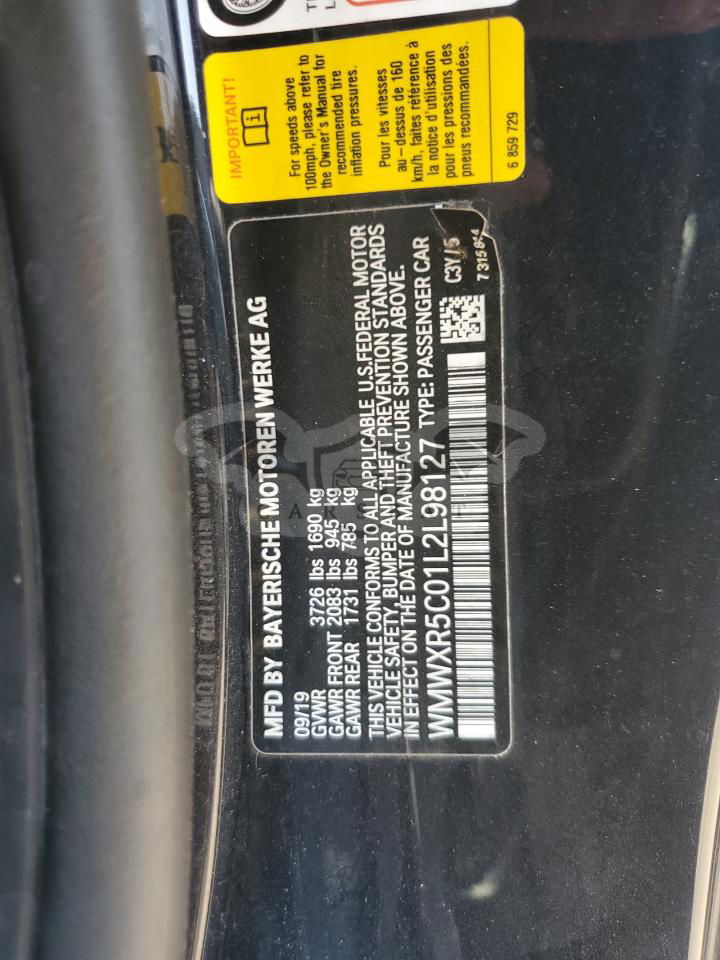 IMPORTANT!
For speeds above
100mph, please refer to
the Owner's Manual for
recommended tire
inflation pressures.
Pour les vitesses
au-dessus de 160
km/h, faites référence à
la notice d'utilisation
pour les pressions des
pneus recommandées.
6 859 729
MFD BY BAYERISCHE MOTOREN WERKE AG
09/19
GVWR 3726 lbs 1690 kg
GAWR FRONT 2083 lbs 945 kg
GAWR REAR 1731 lbs 785 kg
THIS VEHICLE CONFORMS TO ALL APPLICABLE U.S.FEDERAL MOTOR
VEHICLE SAFETY, BUMPER AND THEFT PREVENTION STANDARDS
IN EFFECT ON THE DATE OF MANUFACTURE SHOWN ABOVE.
WMWXR5C01L2L98127 TYPE: PASSENGER CAR